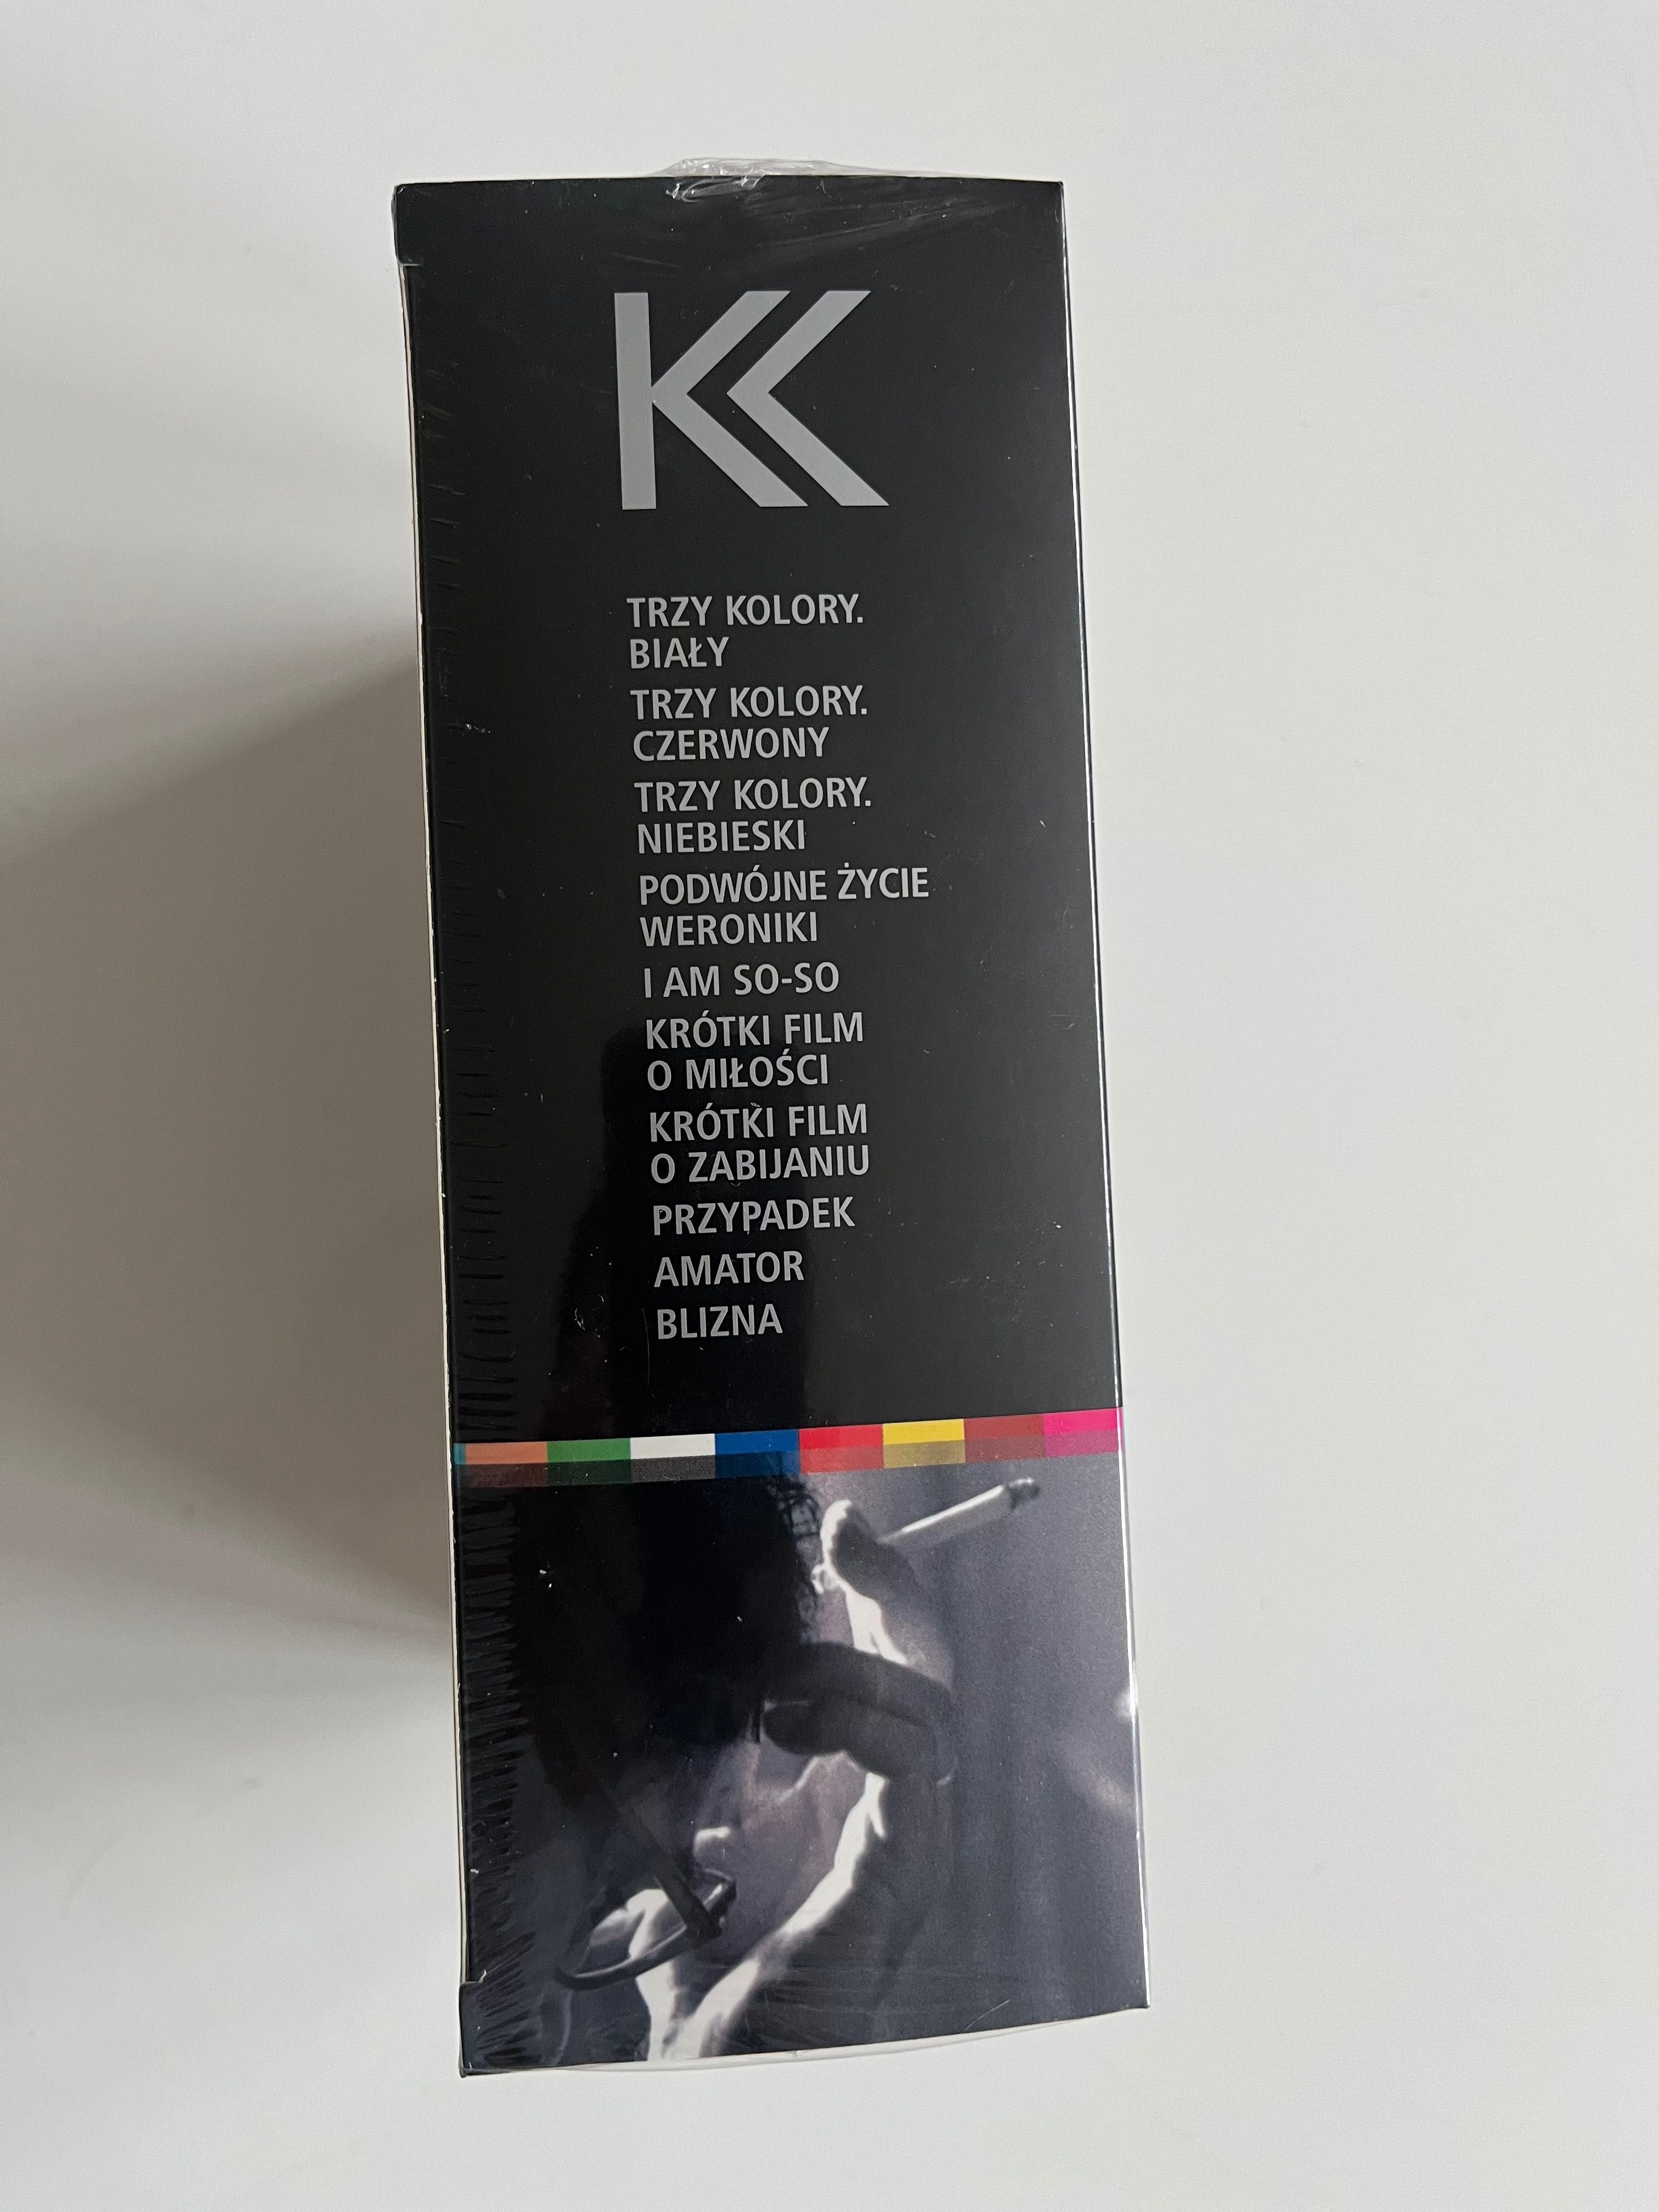 KK
TRZY KOLORY.
BIAŁY
TRZY KOLORY.
CZERWONY
TRZY KOLORY.
NIEBIESKI
PODWÓJNE ŻYCIE
WERONIKI
I AM SO-SO
KRÓTKI FILM
O MIŁOŚCI
KRÓTKI FILM
O ZABIJANIU
PRZYPADEK
AMATOR
BLIZNA